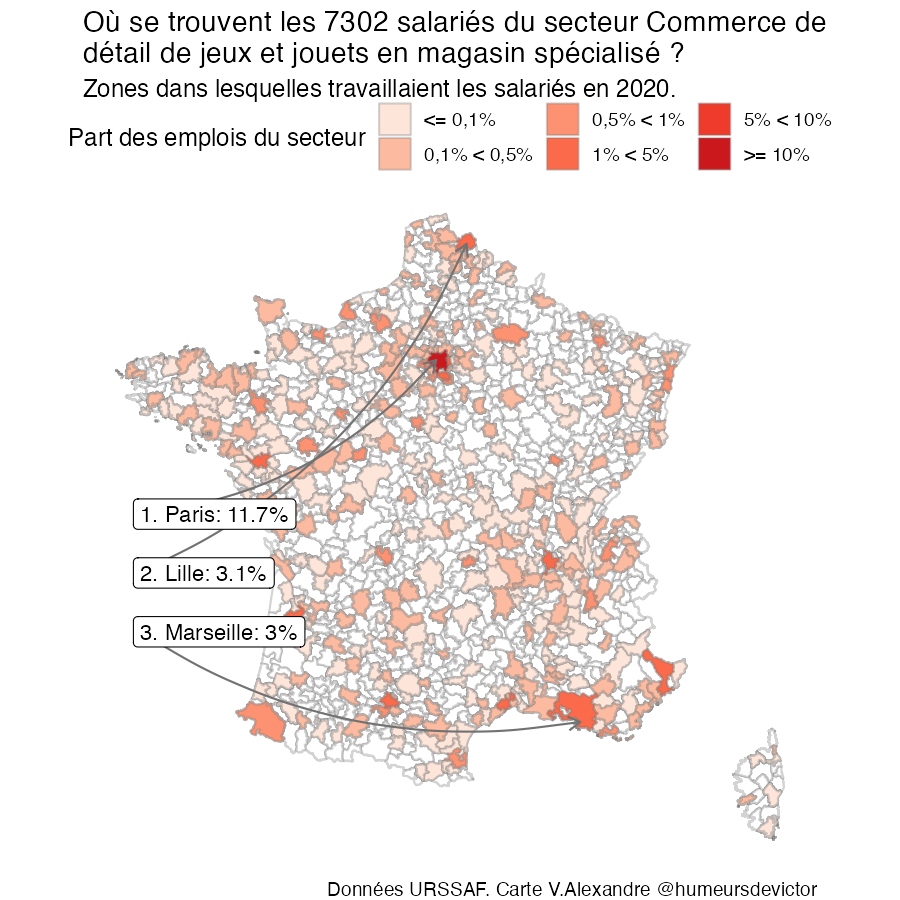 Où se trouvent les 7302 salariés du secteur Commerce de
détail de jeux et jouets en magasin spécialisé ?
Zones dans lesquelles travaillaient les salariés en 2020.
Part des emplois du secteur
<= 0,1%
0,1% < 0,5%
0,5% < 1%
1% < 5%
5% < 10%
>= 10%
1. Paris: 11.7%
2. Lille: 3.1%
3. Marseille: 3%
Données URSSAF. Carte V.Alexandre @humeursdevictor